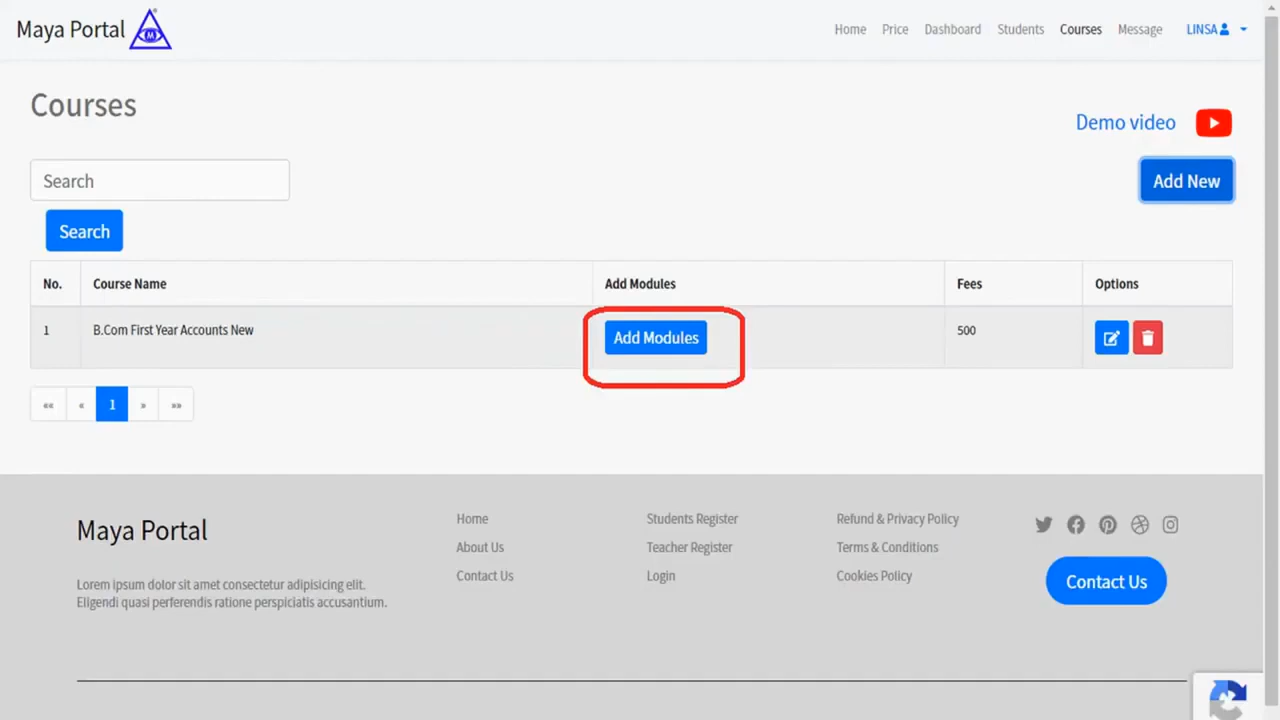 Maya Portal
M
Home Price Dashboard Students Courses Message LINSA
Courses
Demo video
Search
Add New
Search
No. Course Name Add Modules Fees Options
1 B.Com First Year Accounts New Add Modules 500
«« « 1 » »»
Maya Portal
Lorem ipsum dolor sit amet consectetur adipisicing elit.
Eligendi quasi perferendis ratione perspiciatis accusantium.
Home
About Us
Contact Us
Students Register
Teacher Register
Login
Refund & Privacy Policy
Terms & Conditions
Cookies Policy
Contact Us